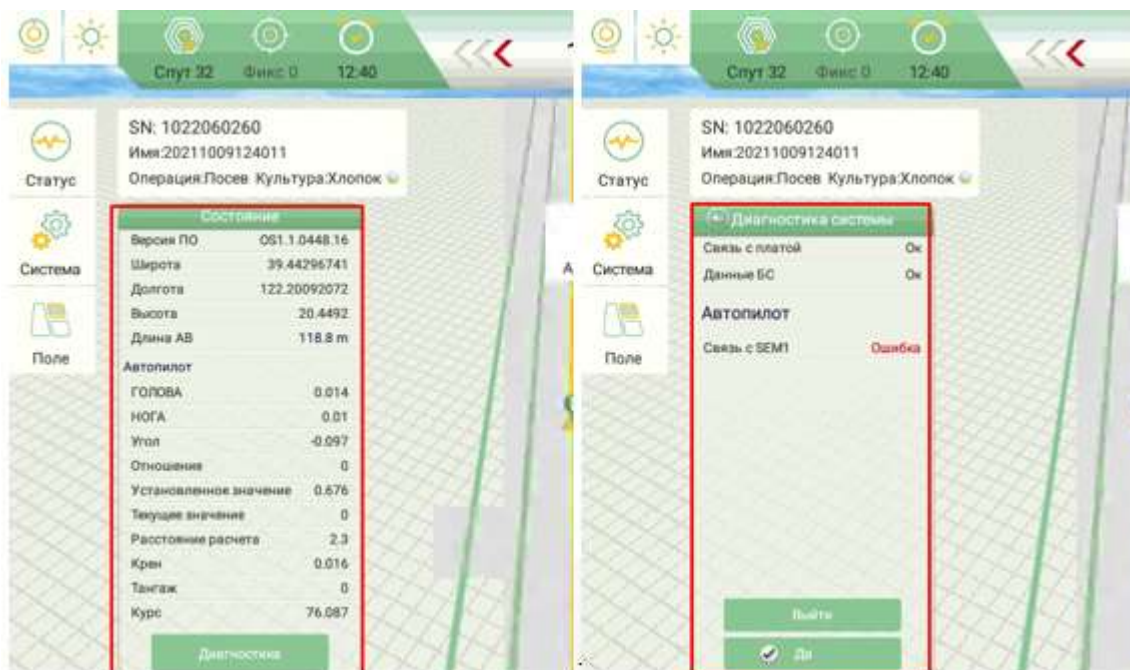 Спут 32 Фикс 0 12:40
SN: 1022060260
Имя:20211009124011
Операция:Посев Культура:Хлопок
Статус
Система
Поле
Состояние
Версия ПО OS1.1.0448.16
Широта 39.44296741
Долгота 122.20092072
Высота 20.4492
Длина АВ 118.8 m
Автопилот
ГОЛОВА 0.014
НОГА 0.01
Угол -0.097
Отношение 0
Установленное значение 0.676
Текущее значение 0
Расстояние расчета 2.3
Крен 0.016
Тангаж 0
Курс 76.087
Диагностика
A
Спут 32 Фикс 0 12:40
SN: 1022060260
Имя:20211009124011
Операция:Посев Культура:Хлопок
Статус
Система
Поле
Диагностика системы
Связь с платой Ок
Данные БС Ок
Автопилот
Связь с SEM1 Ошибка
Выйти
Да